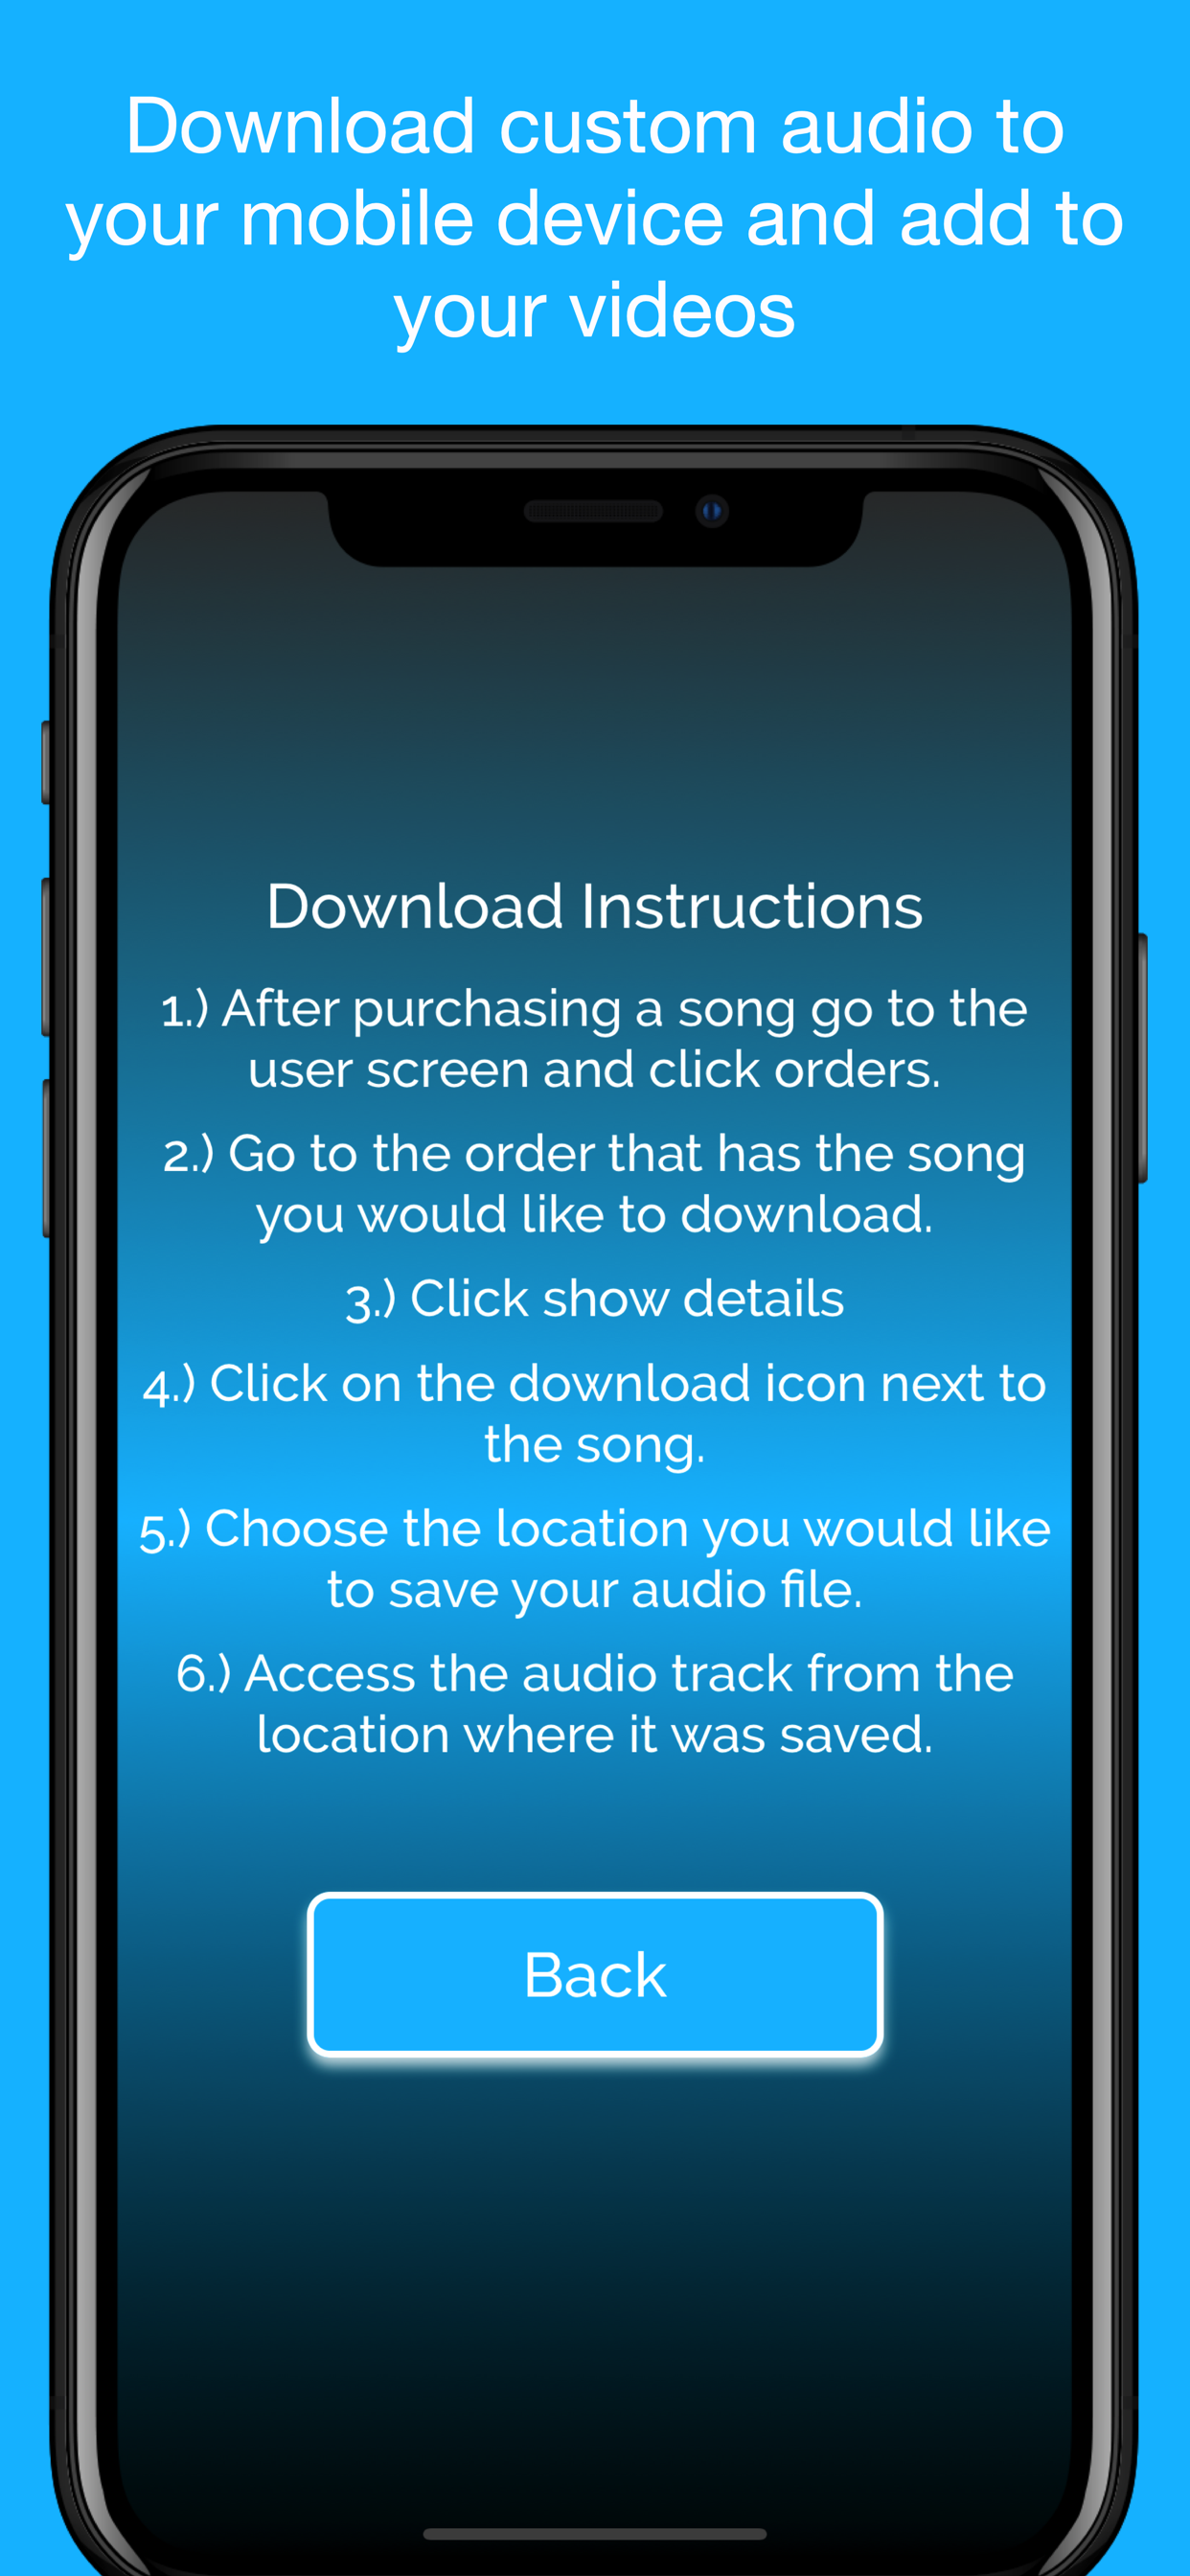 Download custom audio to
your mobile device and add to
your videos
Download Instructions
1.) After purchasing a song go to the
user screen and click orders.
2.) Go to the order that has the song
you would like to download.
3.) Click show details
4.) Click on the download icon next to
the song.
5.) Choose the location you would like
to save your audio file.
6.) Access the audio track from the
location where it was saved.
Back